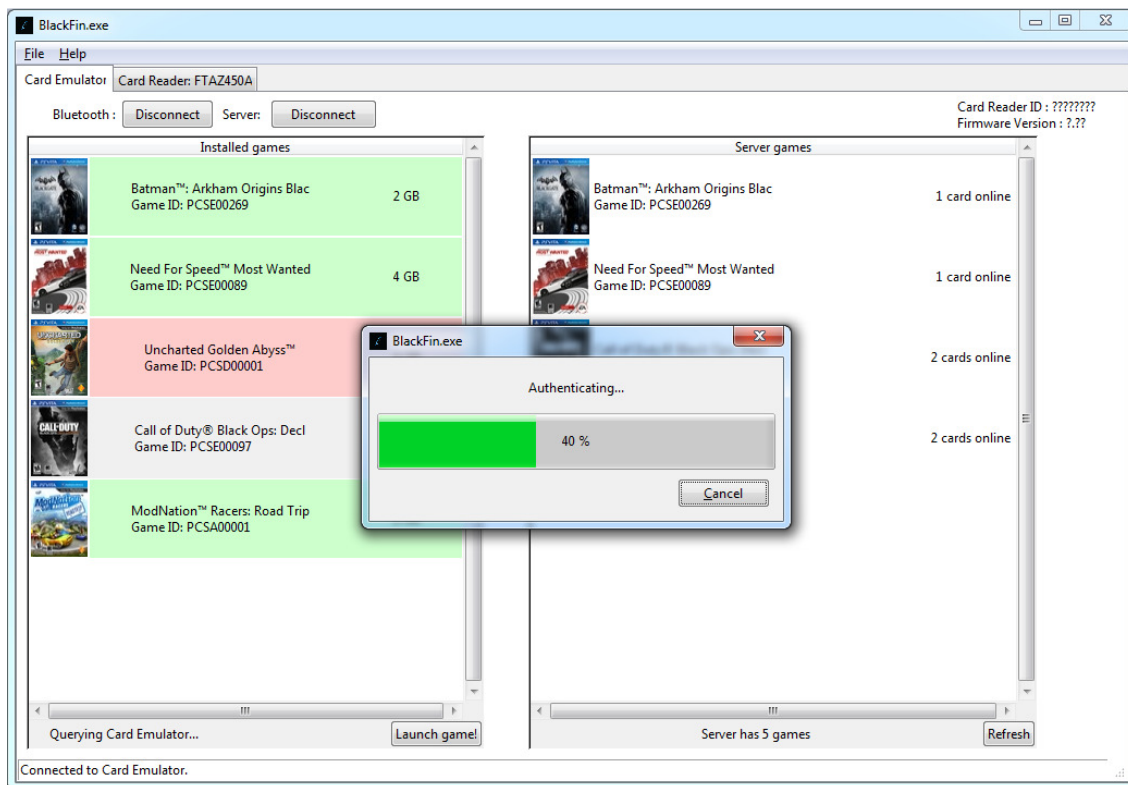 BlackFin.exe
File Help
Card Emulator Card Reader: FTAZ450A
Bluetooth : Disconnect Server: Disconnect
Card Reader ID : ????????
Firmware Version : ?.??
Installed games
Batman™: Arkham Origins Blac
Game ID: PCSE00269
2 GB
Need For Speed™ Most Wanted
Game ID: PCSE00089
4 GB
Uncharted Golden Abyss™
Game ID: PCSD00001
Call of Duty® Black Ops: Decl
Game ID: PCSE00097
ModNation™ Racers: Road Trip
Game ID: PCSA00001
Querying Card Emulator...
Launch game!
Server games
Batman™: Arkham Origins Blac
Game ID: PCSE00269
1 card online
Need For Speed™ Most Wanted
Game ID: PCSE00089
1 card online
2 cards online
2 cards online
Server has 5 games
Refresh
BlackFin.exe
Authenticating...
40 %
Cancel
Connected to Card Emulator.